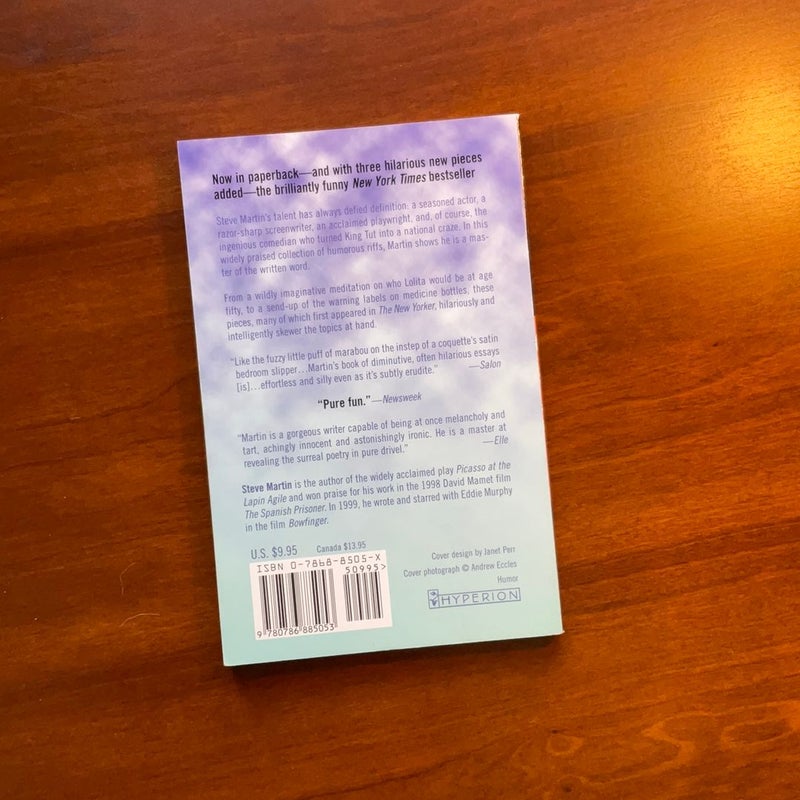 Now in paperback—and with three hilarious new pieces
added—the brilliantly funny New York Times bestseller
Steve Martin's talent has always defied definition: a seasoned actor, a
razor-sharp screenwriter, an acclaimed playwright, and, of course, the
ingenious comedian who turned King Tut into a national craze. In this
widely praised collection of humorous riffs, Martin shows he is a mas-
ter of the written word.
From a wildly imaginative meditation on who Lolita would be at age
fifty, to a send-up of the warning labels on medicine bottles, these
pieces, many of which first appeared in The New Yorker, hilariously and
intelligently skewer the topics at hand.
"Like the fuzzy little puff of marabou on the instep of a coquette's satin
bedroom slipper...Martin's book of diminutive, often hilarious essays
[is]...effortless and silly even as it's subtly erudite." —Salon
"Pure fun."—Newsweek
"Martin is a gorgeous writer capable of being at once melancholy and
tart, achingly innocent and astonishingly ironic. He is a master at
revealing the surreal poetry in pure drivel." —Elle
Steve Martin is the author of the widely acclaimed play Picasso at the
Lapin Agile and won praise for his work in the 1998 David Mamet film
The Spanish Prisoner. In 1999, he wrote and starred with Eddie Murphy
in the film Bowfinger.
U.S. $9.95 Canada $13.95
ISBN 0-7868-8505-X
50995>
9 780786 885053
Cover design by Janet Perr
Cover photograph © Andrew Eccles
Humor
HYPERION